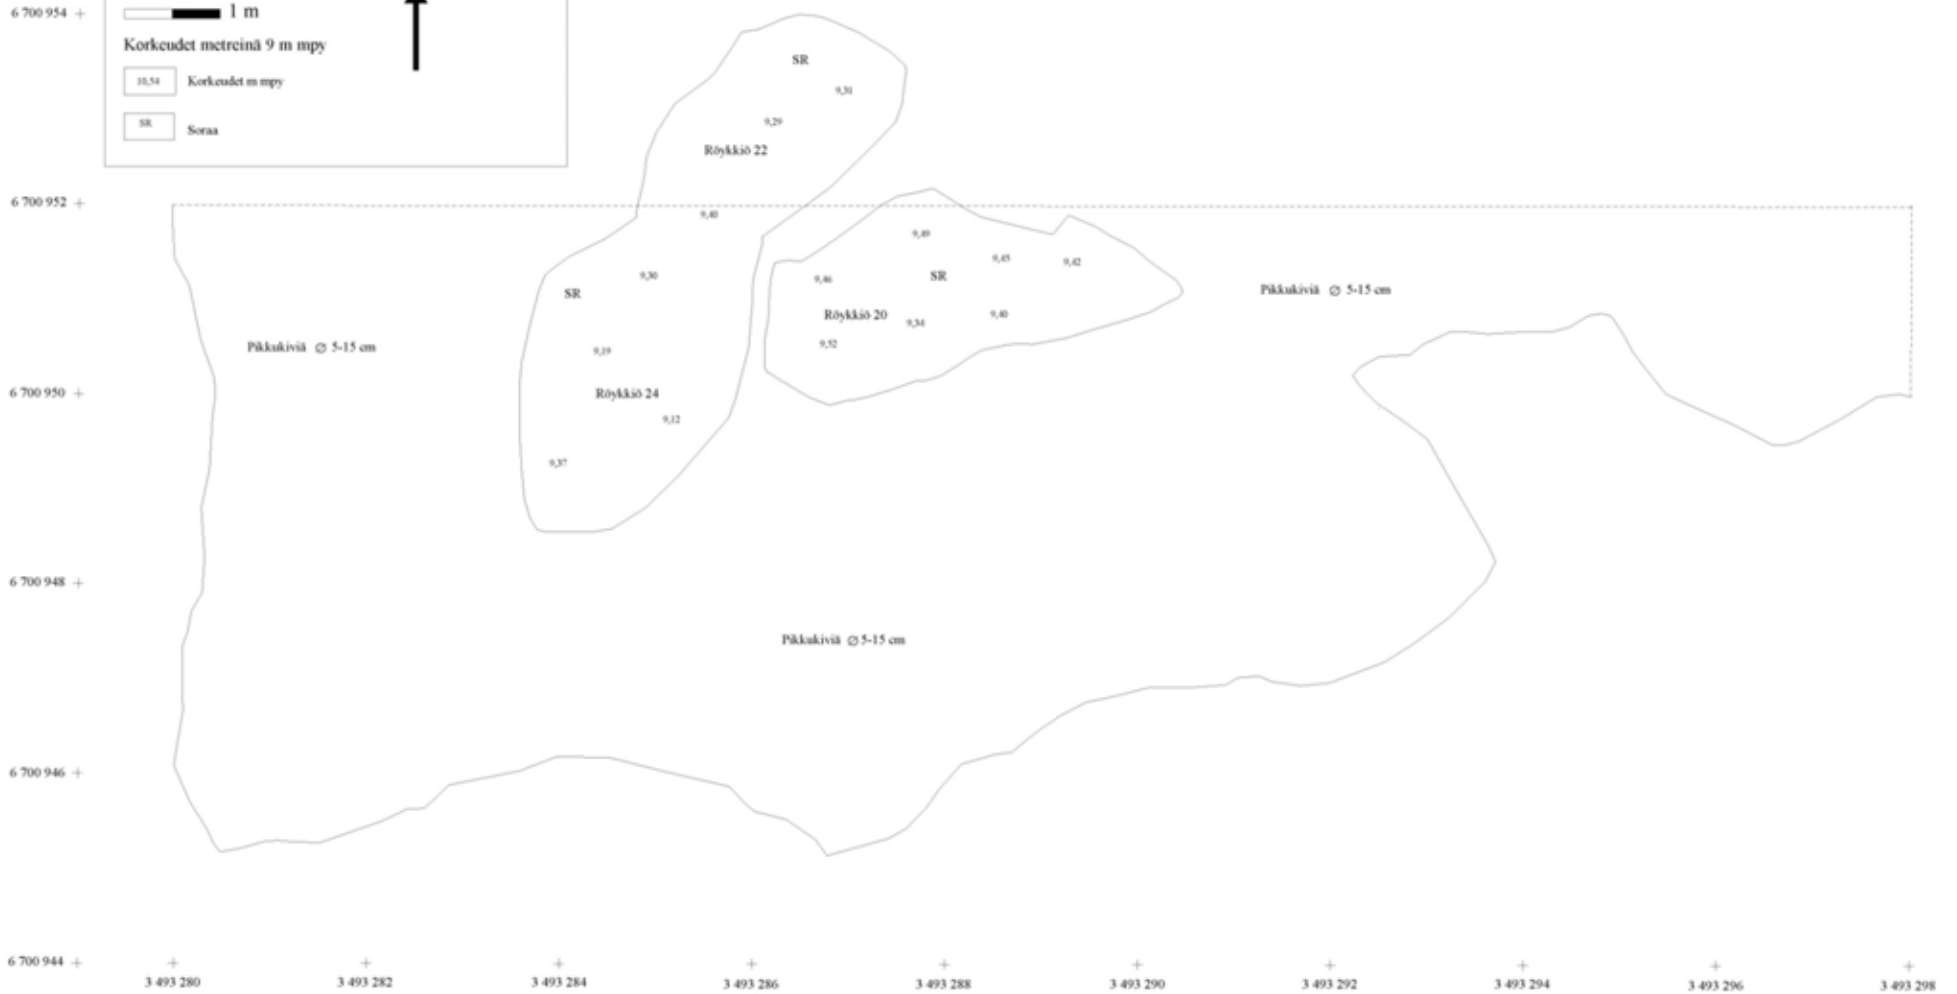 6 700 954
1 m
Korkeudet metreinä 9 m mpy
10,54 Korkeudet m mpy
SR Soraa
SR
9,31
9,29
Röykkiö 22
6 700 952
9,40
9,49
9,45
9,42
9,30
9,46
SR
SR
Pikkukiviä ∅ 5-15 cm
Röykkiö 20
9,34
9,40
9,52
Pikkukiviä ∅ 5-15 cm
9,19
6 700 950
Röykkiö 24
9,12
9,37
6 700 948
Pikkukiviä ∅ 5-15 cm
6 700 946
6 700 944
3 493 280 3 493 282 3 493 284 3 493 286 3 493 288 3 493 290 3 493 292 3 493 294 3 493 296 3 493 298